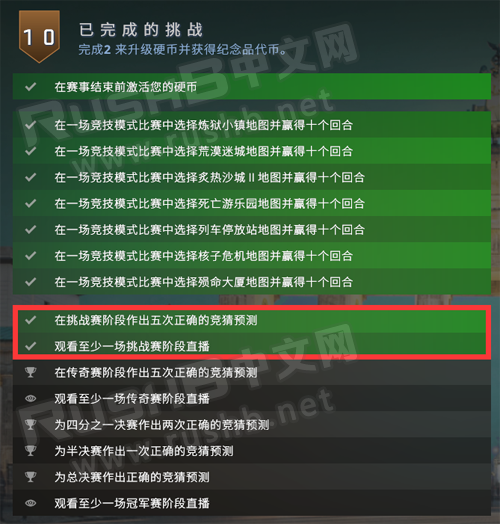 10
已完成的挑战
完成2 来升级硬币并获得纪念品代币。
在赛事结束前激活您的硬币
在一场竞技模式比赛中选择炼狱小镇地图并赢得十个回合
在一场竞技模式比赛中选择荒漠迷城地图并赢得十个回合
在一场竞技模式比赛中选择炙热沙城 II 地图并赢得十个回合
在一场竞技模式比赛中选择死亡游乐园地图并赢得十个回合
在一场竞技模式比赛中选择列车停放站地图并赢得十个回合
在一场竞技模式比赛中选择核子危机地图并赢得十个回合
在一场竞技模式比赛中选择殒命大厦地图并赢得十个回合
在挑战赛阶段作出五次正确的竞猜预测
观看至少一场挑战赛阶段直播
在传奇赛阶段作出五次正确的竞猜预测
观看至少一场传奇赛阶段直播
为四分之一决赛作出两次正确的竞猜预测
为半决赛作出一次正确的竞猜预测
为总决赛作出正确的竞猜预测
观看至少一场冠军赛阶段直播
RUSHB中文网
www.rushb.net
RUSHB中文网
www.rushb.net